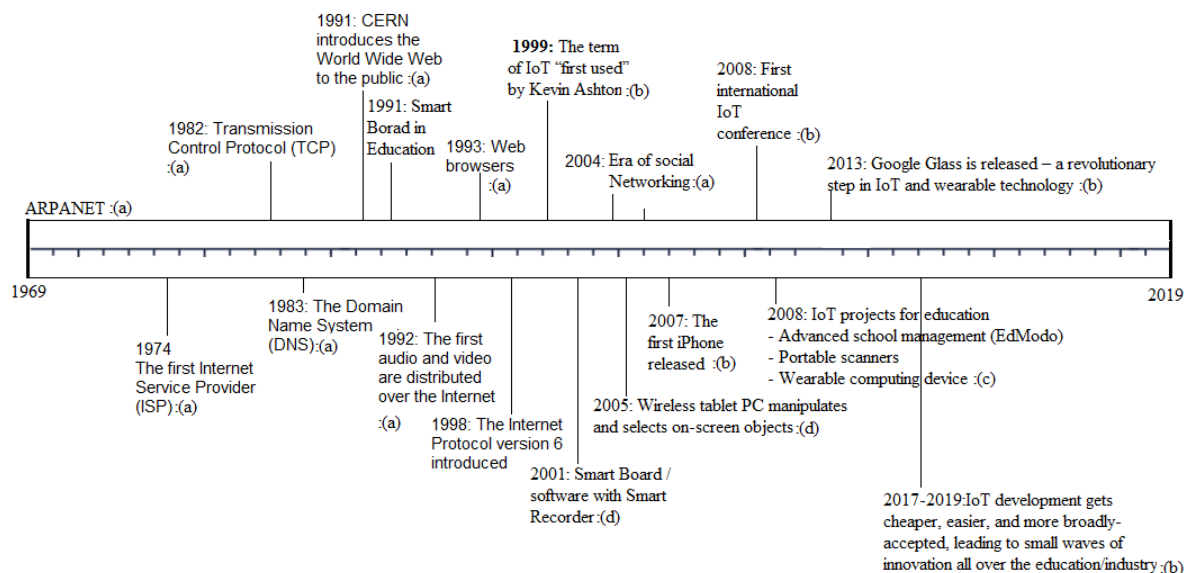 1991: CERN
introduces the
World Wide Web
to the public :(a)
1991: Smart
Borad in
Education
1982: Transmission
Control Protocol (TCP)
:(a)
1993: Web
browsers
:(a)
1999: The term
of IoT “first used”
by Kevin Ashton :(b)
2004: Era of social
Networking :(a)
2008: First
international
IoT
conference :(b)
2013: Google Glass is released – a revolutionary
step in IoT and wearable technology :(b)
ARPANET :(a)
1969
2019
1974
The first Internet
Service Provider
(ISP) :(a)
1983: The Domain
Name System
(DNS):(a)
1992: The first
audio and video
are distributed
over the Internet
:(a)
1998: The Internet
Protocol version 6
introduced
2001: Smart Board /
software with Smart
Recorder :(d)
2005: Wireless tablet PC manipulates
and selects on-screen objects :(d)
2007: The
first iPhone
released :(b)
2008: IoT projects for education
- Advanced school management (EdModo)
- Portable scanners
- Wearable computing device :(c)
2017-2019:IoT development gets
cheaper, easier, and more broadly-
accepted, leading to small waves of
innovation all over the education/industry :(b)